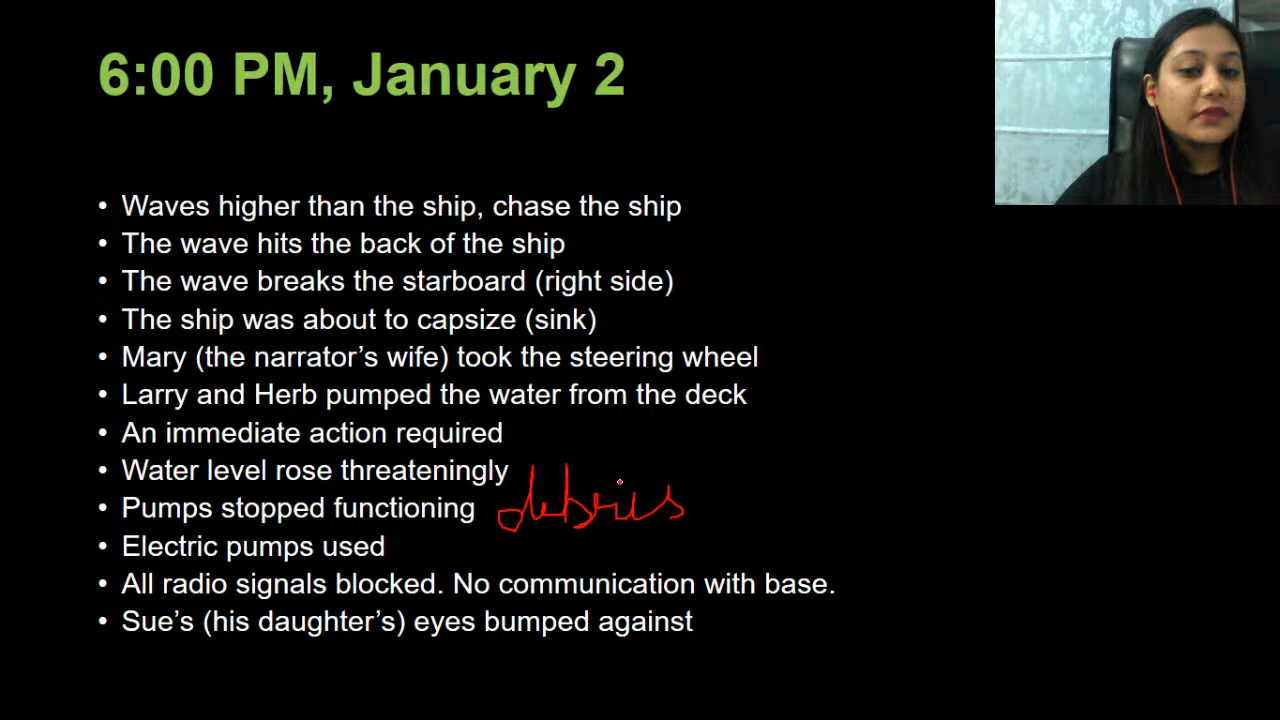 6:00 PM, January 2
• Waves higher than the ship, chase the ship
• The wave hits the back of the ship
• The wave breaks the starboard (right side)
• The ship was about to capsize (sink)
• Mary (the narrator’s wife) took the steering wheel
• Larry and Herb pumped the water from the deck
• An immediate action required
• Water level rose threateningly
• Pumps stopped functioning debries
• Electric pumps used
• All radio signals blocked. No communication with base.
• Sue’s (his daughter’s) eyes bumped against